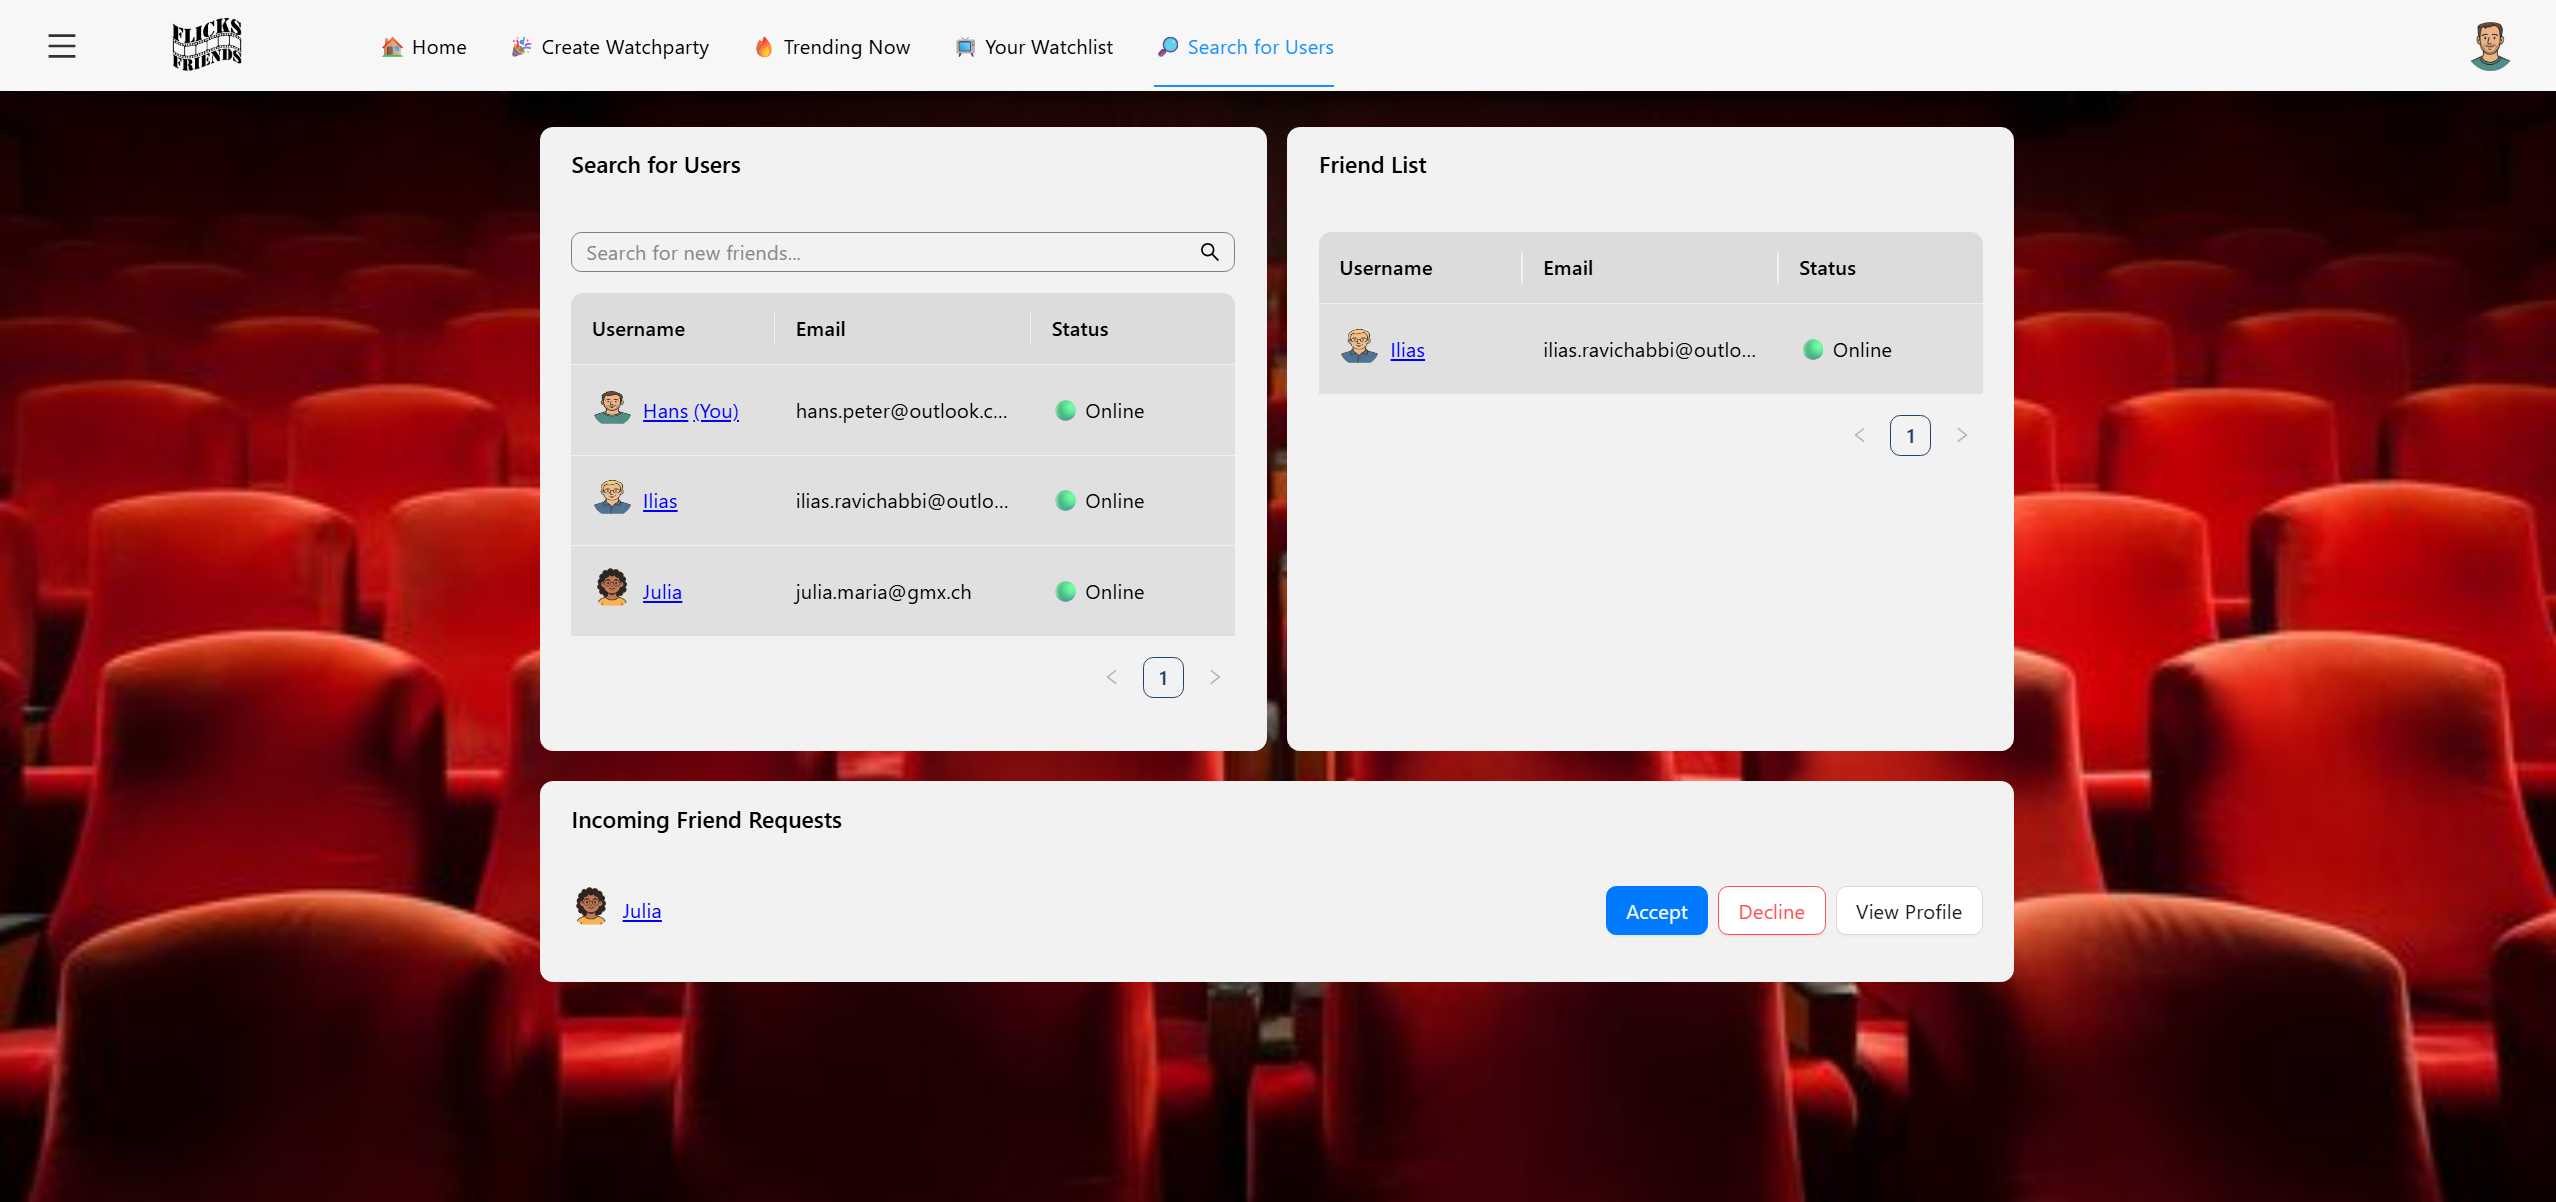 FLICKS
FRIENDS
Home
Create Watchparty
Trending Now
Your Watchlist
Search for Users
Search for Users
Search for new friends...
Username Email Status
Hans (You) hans.peter@outlook.c... Online
Ilias ilias.ravichabbi@outlo... Online
Julia julia.maria@gmx.ch Online
1
Friend List
Username Email Status
Ilias ilias.ravichabbi@outlo... Online
1
Incoming Friend Requests
Julia
Accept
Decline
View Profile